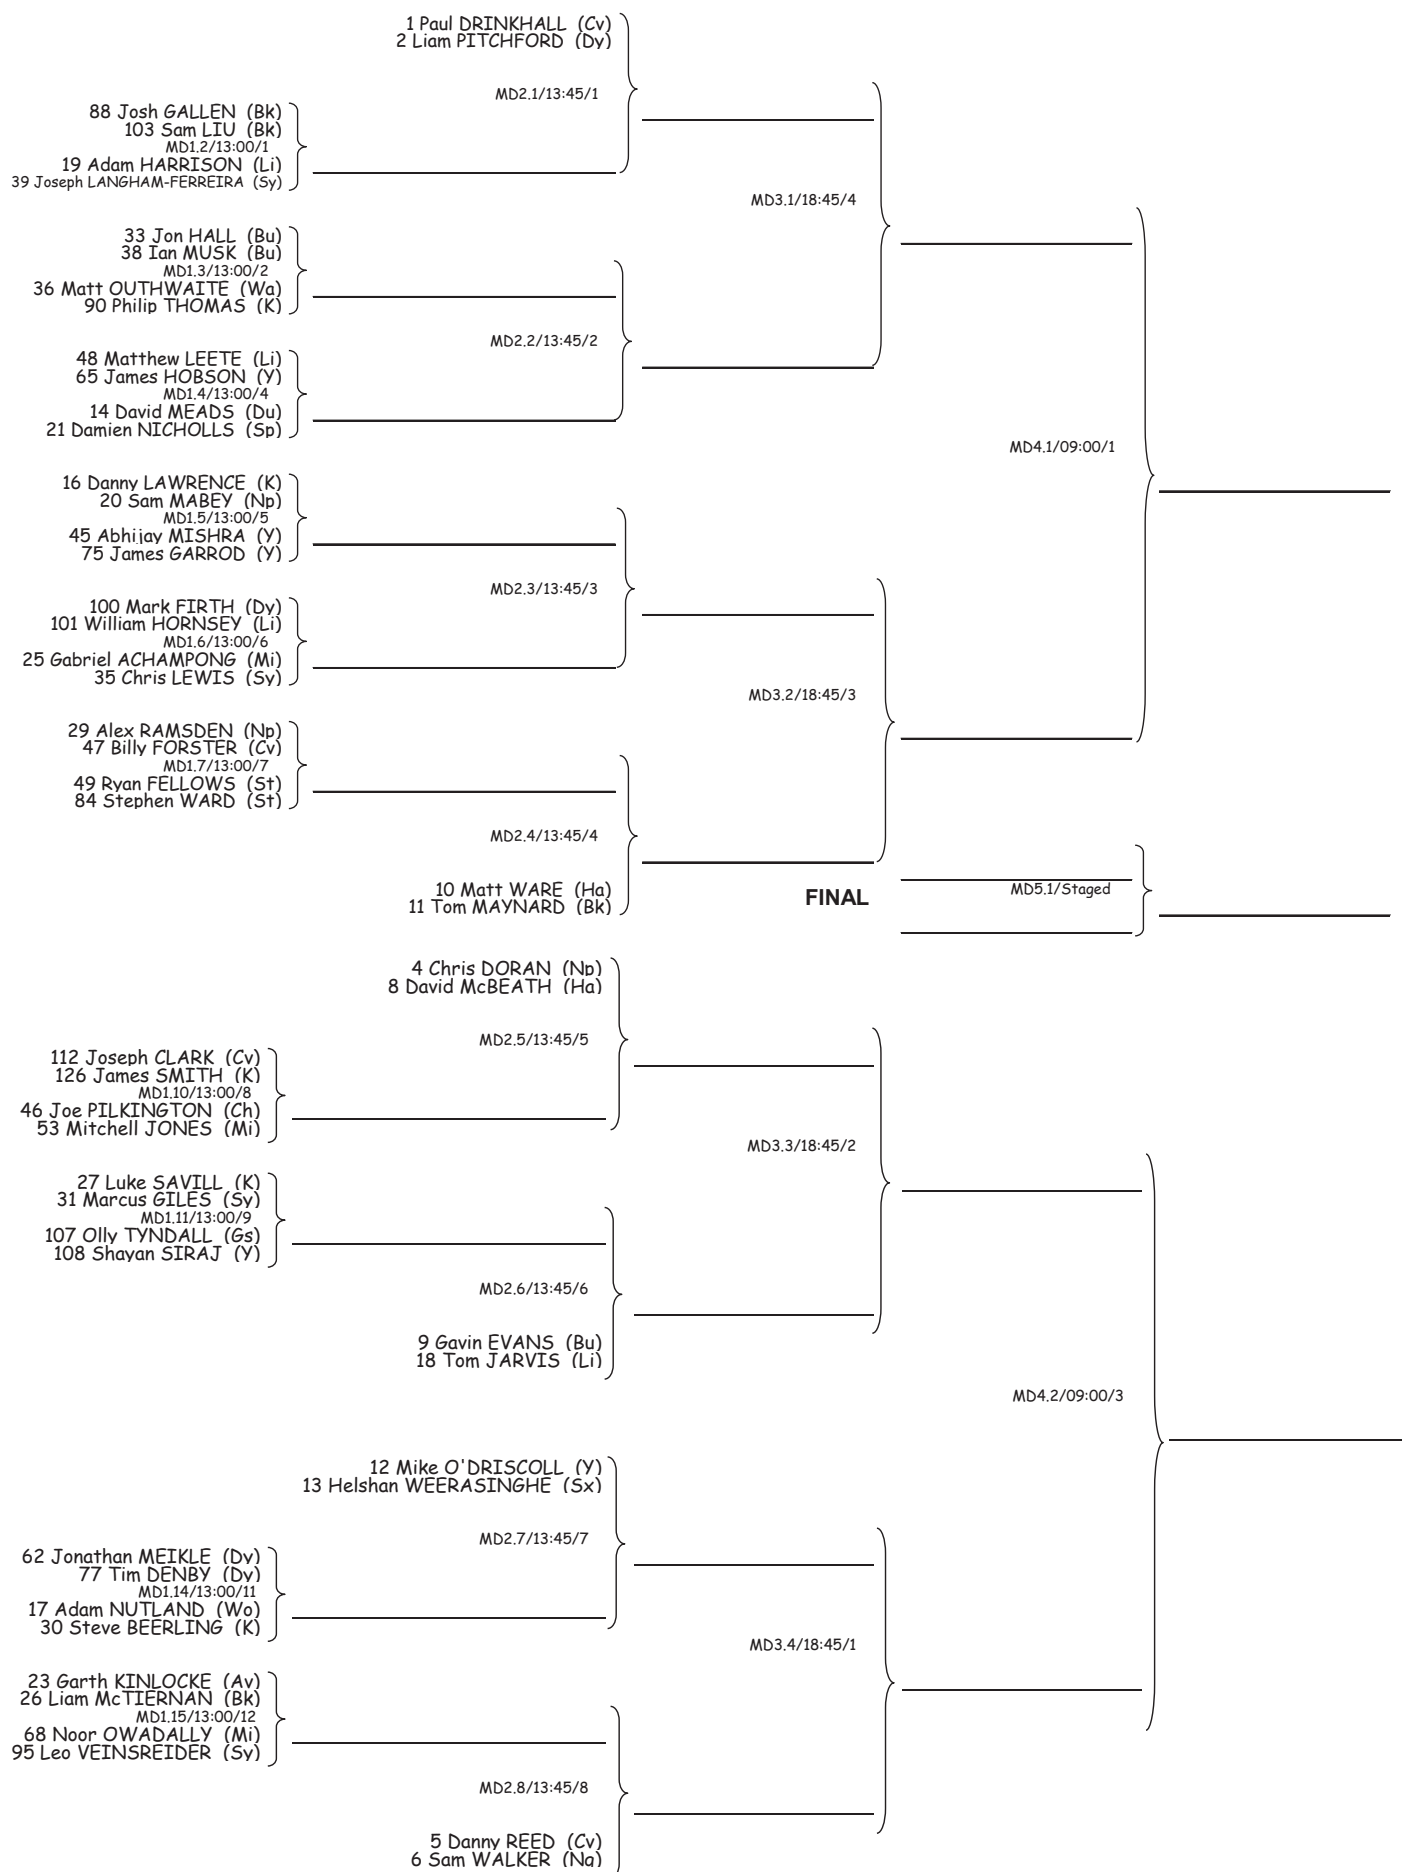 1 Paul DRINKHALL (Cv)
2 Liam PITCHFORD (Dy)
MD2.1/13:45/1
88 Josh GALLEN (Bk)
103 Sam LIU (Bk)
MD1.2/13:00/1
19 Adam HARRISON (Li)
39 Joseph LANGHAM-FERREIRA (Sy)
MD3.1/18:45/4
33 Jon HALL (Bu)
38 Ian MUSK (Bu)
MD1.3/13:00/2
36 Matt OUTHWAITE (Wa)
90 Philip THOMAS (K)
MD2.2/13:45/2
48 Matthew LEETE (Li)
65 James HOBSON (Y)
MD1.4/13:00/4
14 David MEADS (Du)
21 Damien NICHOLLS (Sp)
MD4.1/09:00/1
16 Danny LAWRENCE (K)
20 Sam MABEY (Np)
MD1.5/13:00/5
45 Abhijay MISHRA (Y)
75 James GARROD (Y)
MD2.3/13:45/3
100 Mark FIRTH (Dy)
101 William HORNSEY (Li)
MD1.6/13:00/6
25 Gabriel ACHAMPONG (Mi)
35 Chris LEWIS (Sy)
MD3.2/18:45/3
29 Alex RAMSDEN (Np)
47 Billy FORSTER (Cv)
MD1.7/13:00/7
49 Ryan FELLOWS (St)
84 Stephen WARD (St)
MD2.4/13:45/4
10 Matt WARE (Ha)
11 Tom MAYNARD (Bk)
FINAL
MD5.1/Staged
4 Chris DORAN (Np)
8 David McBEATH (Ha)
MD2.5/13:45/5
112 Joseph CLARK (Cv)
126 James SMITH (K)
MD1.10/13:00/8
46 Joe PILKINGTON (Ch)
53 Mitchell JONES (Mi)
MD3.3/18:45/2
27 Luke SAVILL (K)
31 Marcus GILES (Sy)
MD1.11/13:00/9
107 Olly TYNDALL (Gs)
108 Shayan SIRAJ (Y)
MD2.6/13:45/6
9 Gavin EVANS (Bu)
18 Tom JARVIS (Li)
MD4.2/09:00/3
12 Mike O'DRISCOLL (Y)
13 Helshan WEERASINGHE (Sx)
MD2.7/13:45/7
62 Jonathan MEIKLE (Dv)
77 Tim DENBY (Dv)
MD1.14/13:00/11
17 Adam NUTLAND (Wo)
30 Steve BEERLING (K)
MD3.4/18:45/1
23 Garth KINLOCKE (Av)
26 Liam McTIERNAN (Bk)
MD1.15/13:00/12
68 Noor OWADALLY (Mi)
95 Leo VEINSREIDER (Sy)
MD2.8/13:45/8
5 Danny REED (Cv)
6 Sam WALKER (Ng)